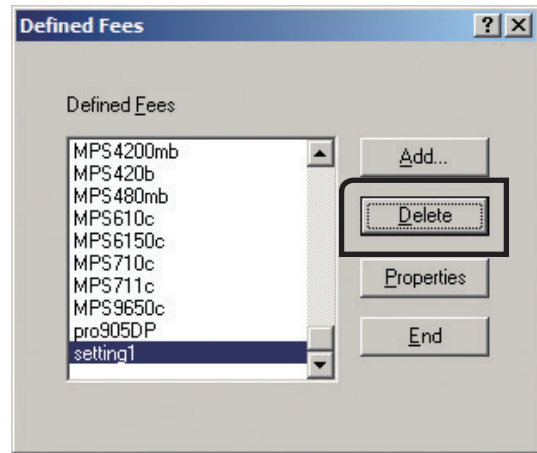 Defined Fees
Defined Fees
MPS4200mb
MPS420b
MPS480mb
MPS610c
MPS6150c
MPS710c
MPS711c
MPS9650c
pro905DP
setting1
Add...
Delete
Properties
End